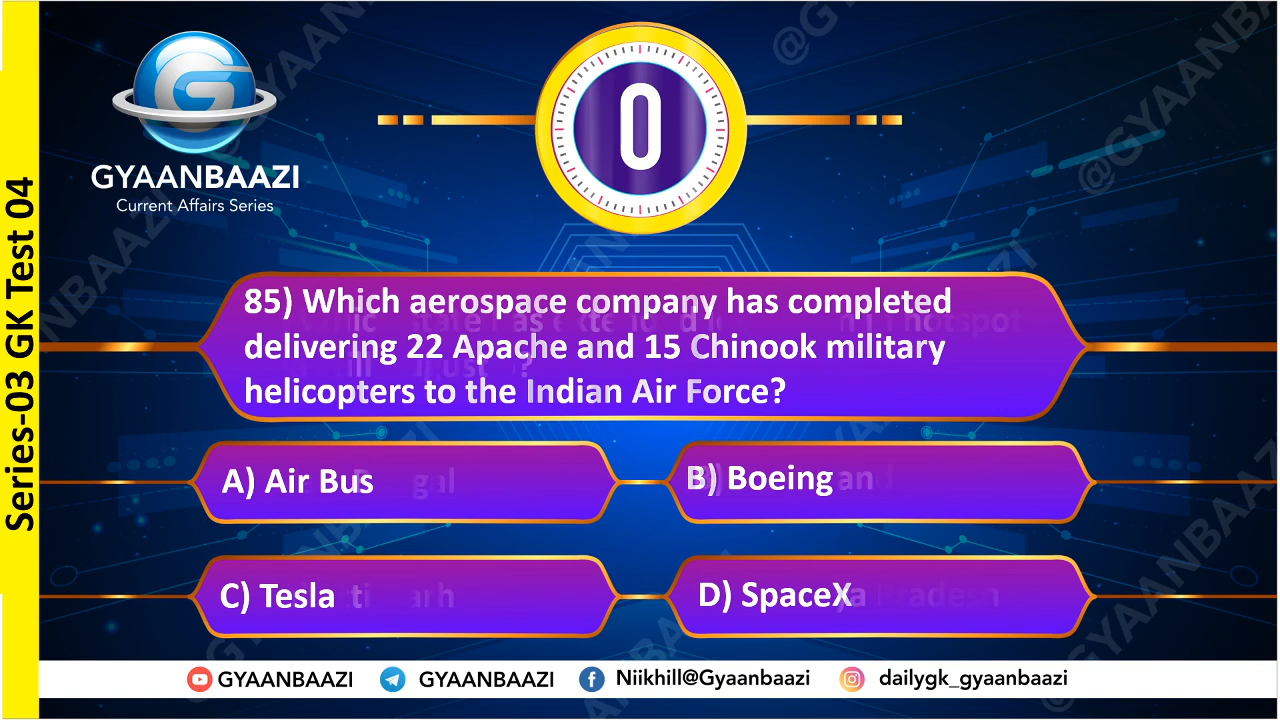 GYAANBAAZI
Current Affairs Series
0
Series-03 GK Test 04
85) Which aerospace company has completed
delivering 22 Apache and 15 Chinook military
helicopters to the Indian Air Force?
A) Air Bus
B) Boeing
C) Tesla
D) SpaceX
GYAANBAAZI
GYAANBAAZI
Niikhill@Gyaanbaazi
dailygk_gyaanbaazi